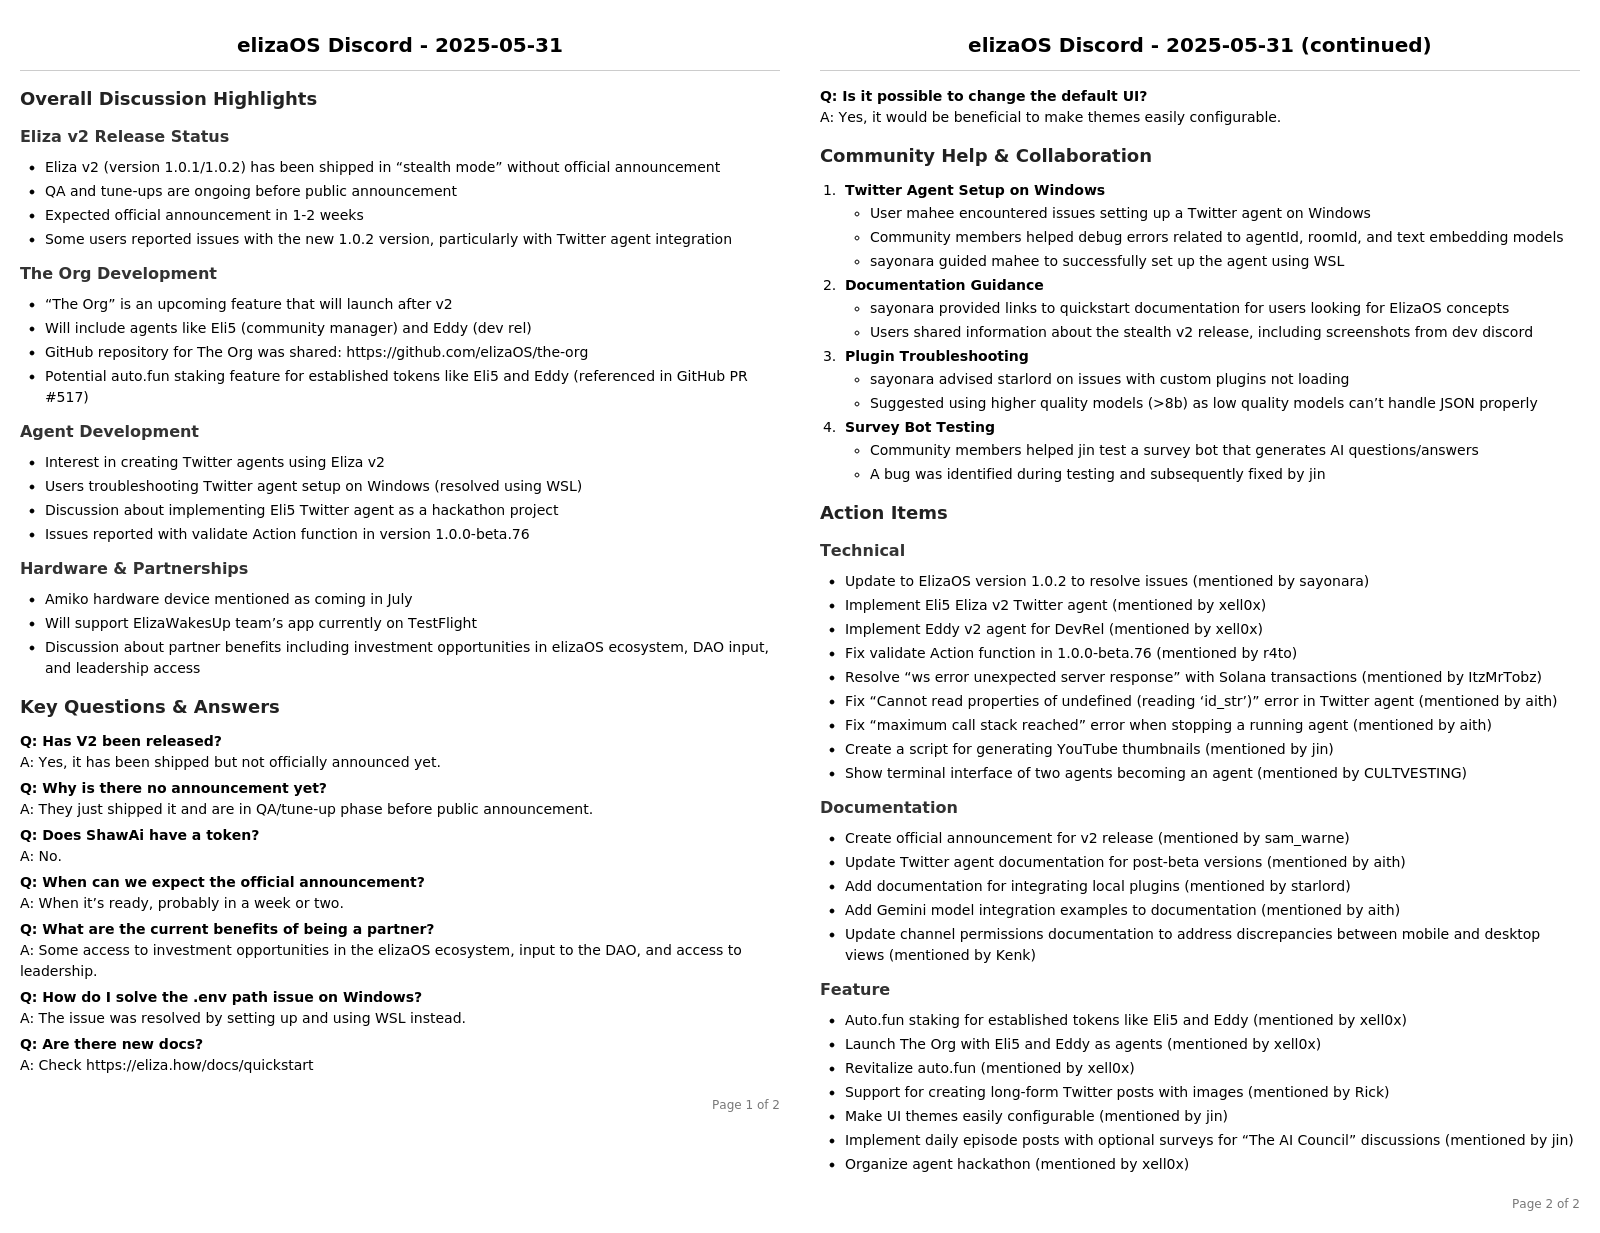 elizaOS Discord - 2025-05-31
Overall Discussion Highlights
Eliza v2 Release Status
• Eliza v2 (version 1.0.1/1.0.2) has been shipped in “stealth mode” without official announcement
• QA and tune-ups are ongoing before public announcement
• Expected official announcement in 1-2 weeks
• Some users reported issues with the new 1.0.2 version, particularly with Twitter agent integration
The Org Development
• “The Org” is an upcoming feature that will launch after v2
• Will include agents like Eli5 (community manager) and Eddy (dev rel)
• GitHub repository for The Org was shared: https://github.com/elizaOS/the-org
• Potential auto.fun staking feature for established tokens like Eli5 and Eddy (referenced in GitHub PR
#517)
Agent Development
• Interest in creating Twitter agents using Eliza v2
• Users troubleshooting Twitter agent setup on Windows (resolved using WSL)
• Discussion about implementing Eli5 Twitter agent as a hackathon project
• Issues reported with validate Action function in version 1.0.0-beta.76
Hardware & Partnerships
• Amiko hardware device mentioned as coming in July
• Will support ElizaWakesUp team’s app currently on TestFlight
• Discussion about partner benefits including investment opportunities in elizaOS ecosystem, DAO input,
and leadership access
Key Questions & Answers
Q: Has V2 been released?
A: Yes, it has been shipped but not officially announced yet.
Q: Why is there no announcement yet?
A: They just shipped it and are in QA/tune-up phase before public announcement.
Q: Does ShawAi have a token?
A: No.
Q: When can we expect the official announcement?
A: When it’s ready, probably in a week or two.
Q: What are the current benefits of being a partner?
A: Some access to investment opportunities in the elizaOS ecosystem, input to the DAO, and access to
leadership.
Q: How do I solve the .env path issue on Windows?
A: The issue was resolved by setting up and using WSL instead.
Q: Are there new docs?
A: Check https://eliza.how/docs/quickstart
Page 1 of 2
elizaOS Discord - 2025-05-31 (continued)
Q: Is it possible to change the default UI?
A: Yes, it would be beneficial to make themes easily configurable.
Community Help & Collaboration
1. Twitter Agent Setup on Windows
◦ User mahee encountered issues setting up a Twitter agent on Windows
◦ Community members helped debug errors related to agentId, roomId, and text embedding models
◦ sayonara guided mahee to successfully set up the agent using WSL
2. Documentation Guidance
◦ sayonara provided links to quickstart documentation for users looking for ElizaOS concepts
◦ Users shared information about the stealth v2 release, including screenshots from dev discord
3. Plugin Troubleshooting
◦ sayonara advised starlord on issues with custom plugins not loading
◦ Suggested using higher quality models (>8b) as low quality models can’t handle JSON properly
4. Survey Bot Testing
◦ Community members helped jin test a survey bot that generates AI questions/answers
◦ A bug was identified during testing and subsequently fixed by jin
Action Items
Technical
• Update to ElizaOS version 1.0.2 to resolve issues (mentioned by sayonara)
• Implement Eli5 Eliza v2 Twitter agent (mentioned by xell0x)
• Implement Eddy v2 agent for DevRel (mentioned by xell0x)
• Fix validate Action function in 1.0.0-beta.76 (mentioned by r4to)
• Resolve “ws error unexpected server response” with Solana transactions (mentioned by ItzMrTobz)
• Fix “Cannot read properties of undefined (reading ‘id_str’)” error in Twitter agent (mentioned by aith)
• Fix “maximum call stack reached” error when stopping a running agent (mentioned by aith)
• Create a script for generating YouTube thumbnails (mentioned by jin)
• Show terminal interface of two agents becoming an agent (mentioned by CULTVESTING)
Documentation
• Create official announcement for v2 release (mentioned by sam_warne)
• Update Twitter agent documentation for post-beta versions (mentioned by aith)
• Add documentation for integrating local plugins (mentioned by starlord)
• Add Gemini model integration examples to documentation (mentioned by aith)
• Update channel permissions documentation to address discrepancies between mobile and desktop
views (mentioned by Kenk)
Feature
• Auto.fun staking for established tokens like Eli5 and Eddy (mentioned by xell0x)
• Launch The Org with Eli5 and Eddy as agents (mentioned by xell0x)
• Revitalize auto.fun (mentioned by xell0x)
• Support for creating long-form Twitter posts with images (mentioned by Rick)
• Make UI themes easily configurable (mentioned by jin)
• Implement daily episode posts with optional surveys for “The AI Council” discussions (mentioned by jin)
• Organize agent hackathon (mentioned by xell0x)
Page 2 of 2